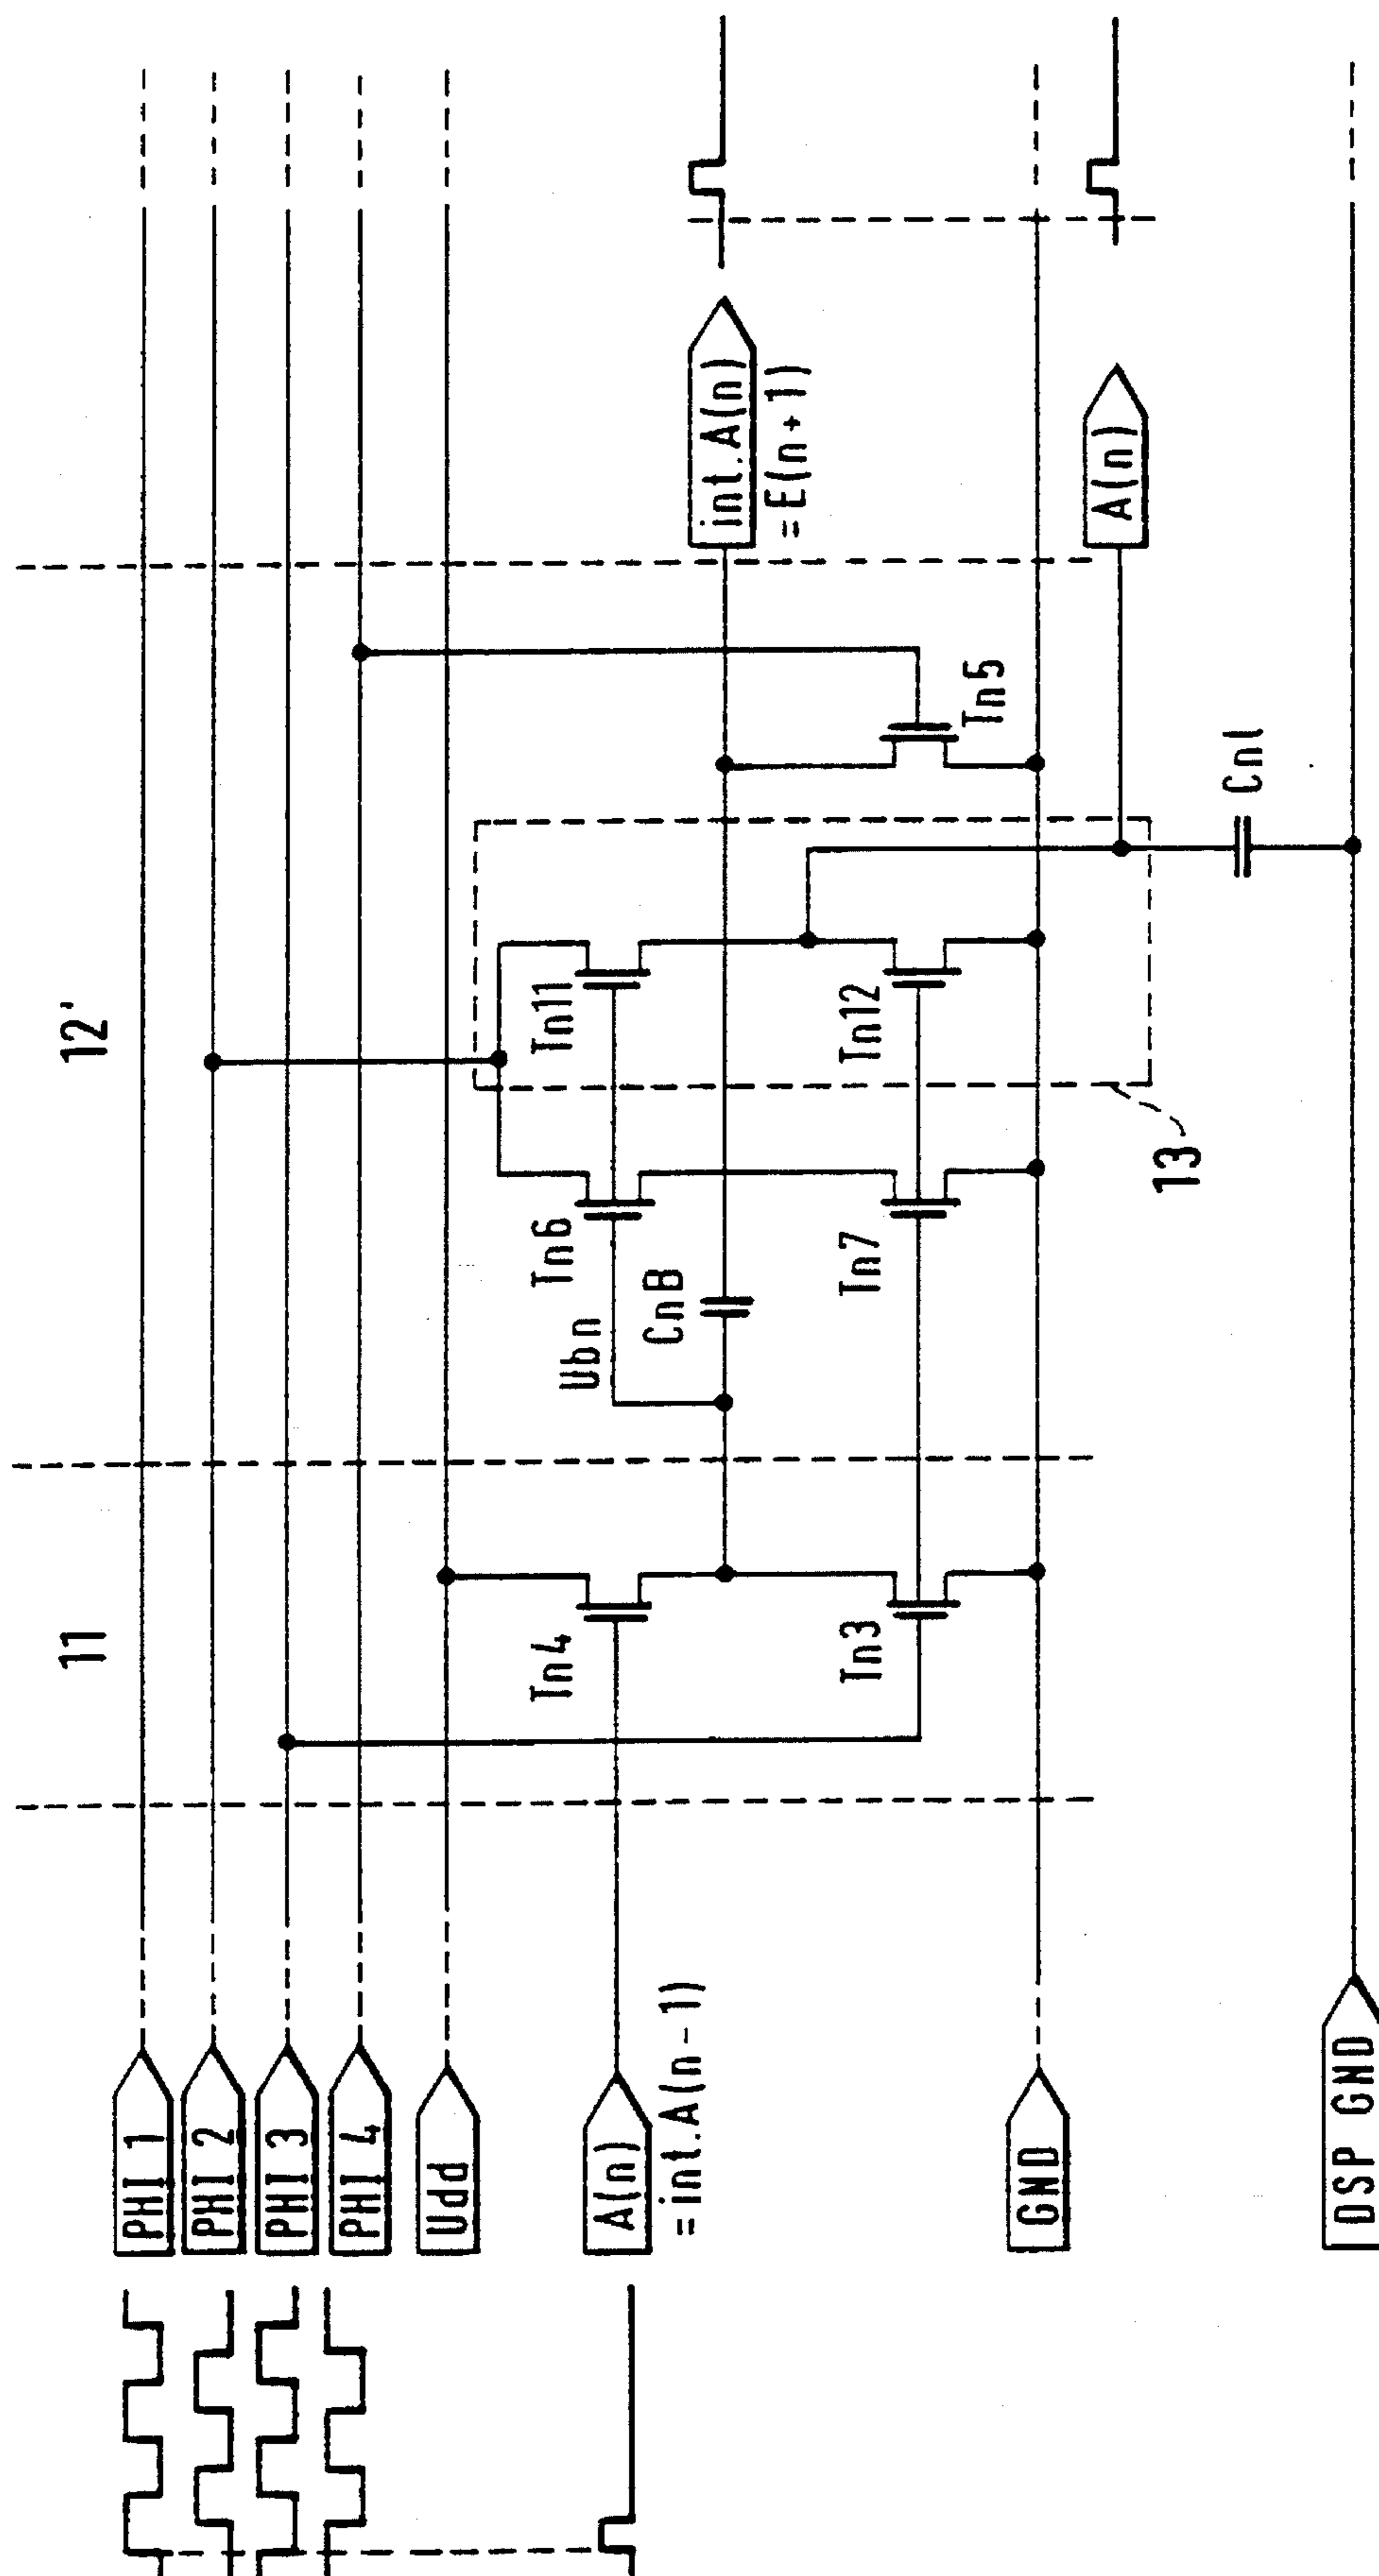 11
12'
PHI 1
PHI 2
PHI 3
PHI 4
Udd
A(n)
=int.A(n-1)
GND
DSP GND
Tn4
Tn3
Ubn
CnB
Tn6
Tn7
Tn11
Tn12
13
Tn5
Cnl
int.A(n)
=E(n+1)
A(n)